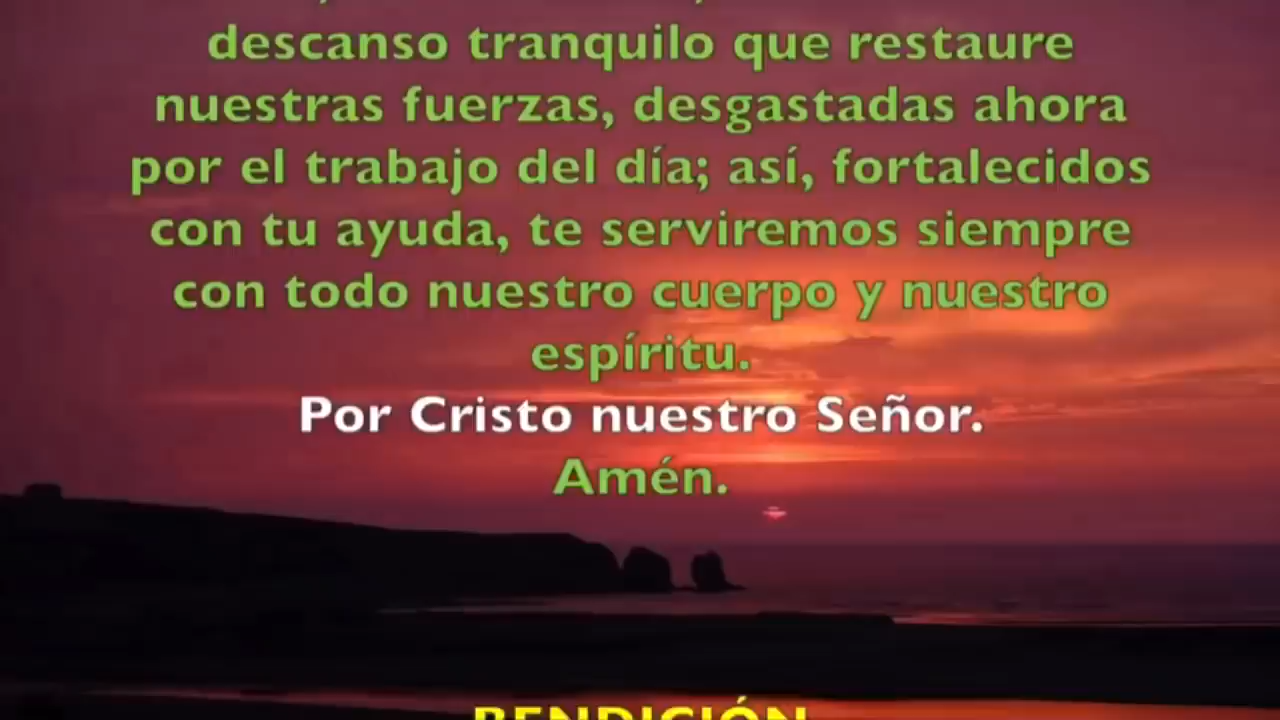 descanso tranquilo que restaure
nuestras fuerzas, desgastadas ahora
por el trabajo del día; así, fortalecidos
con tu ayuda, te serviremos siempre
con todo nuestro cuerpo y nuestro
espíritu.
Por Cristo nuestro Señor.
Amén.
BENDICIÓN